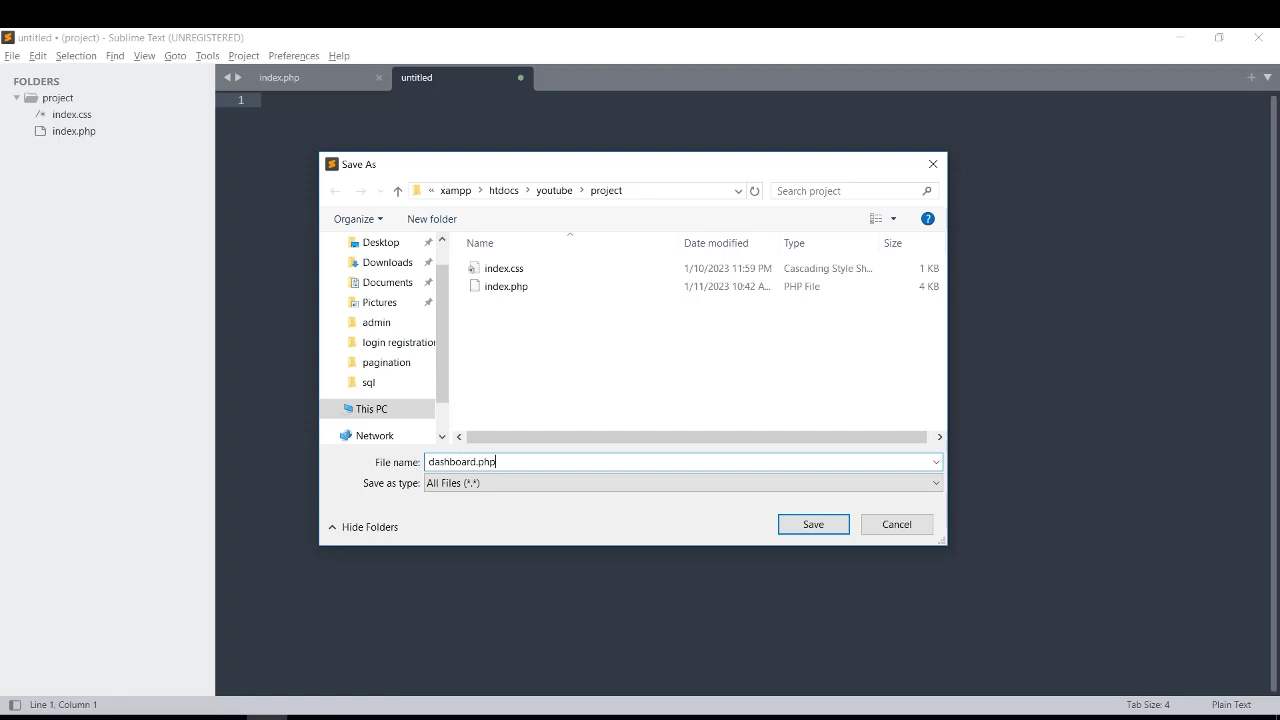 untitled • (project) - Sublime Text (UNREGISTERED)
File Edit Selection Find View Goto Tools Project Preferences Help
FOLDERS
project
index.css
index.php
index.php
untitled
1
Save As
« xampp > htdocs > youtube > project
Search project
Organize
New folder
Desktop
Downloads
Documents
Pictures
admin
login registration
pagination
sql
This PC
Network
Name Date modified Type Size
index.css 1/10/2023 11:59 PM Cascading Style Sh... 1 KB
index.php 1/11/2023 10:42 A... PHP File 4 KB
File name: dashboard.php
Save as type: All Files (*.*)
Hide Folders
Save
Cancel
Line 1, Column 1
Tab Size: 4
Plain Text